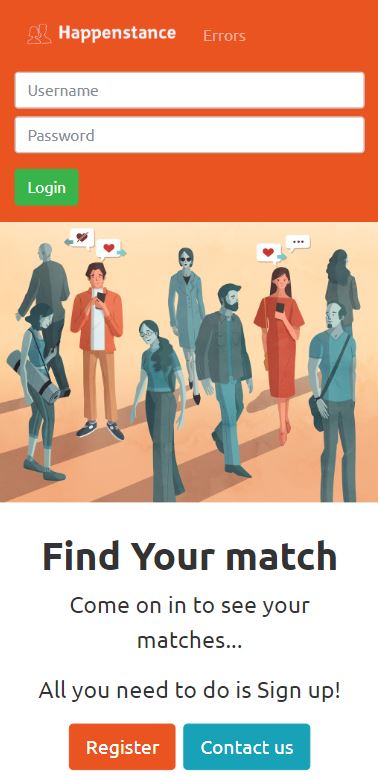 Happenstance
Errors
Username
Password
Login
Find Your match
Come on in to see your
matches...
All you need to do is Sign up!
Register
Contact us